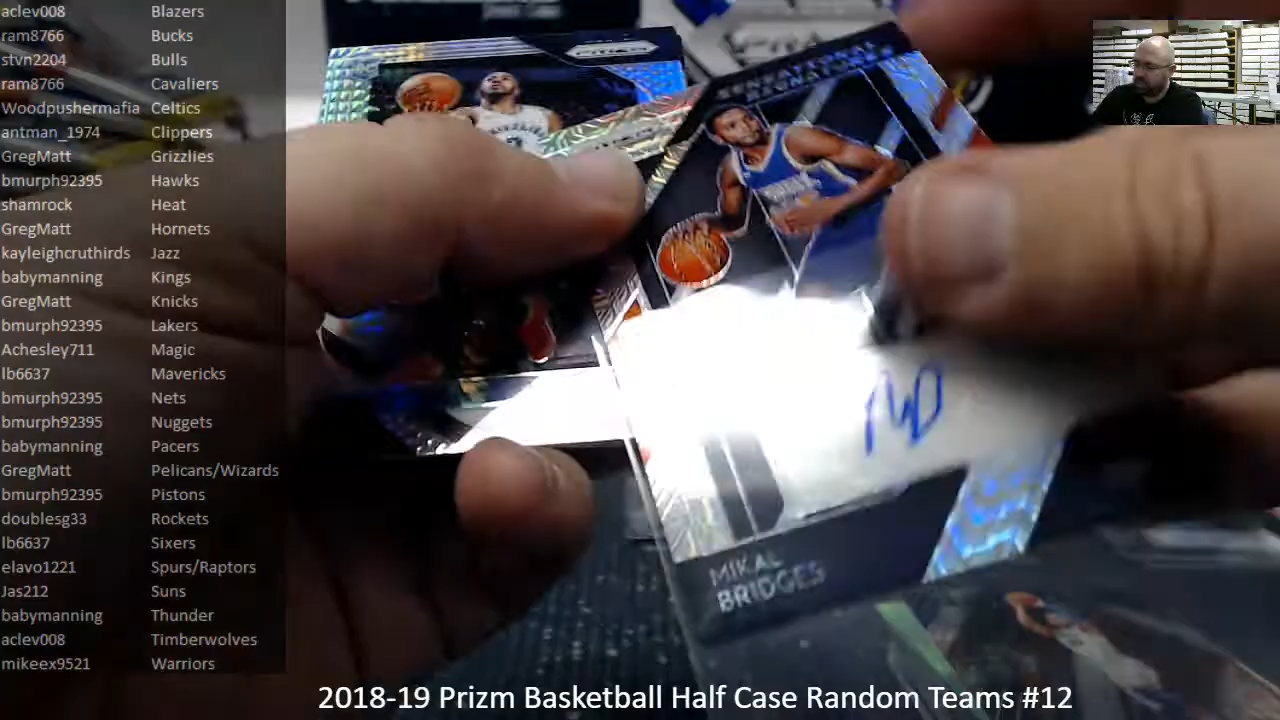 aclev008 Blazers
ram8766 Bucks
stvn2204 Bulls
ram8766 Cavaliers
Woodpushermafia Celtics
antman_1974 Clippers
GregMatt Grizzlies
bmurph92395 Hawks
shamrock Heat
GregMatt Hornets
kayleighcruthirds Jazz
babymanning Kings
GregMatt Knicks
bmurph92395 Lakers
Achesley711 Magic
lb6637 Mavericks
bmurph92395 Nets
bmurph92395 Nuggets
babymanning Pacers
GregMatt Pelicans/Wizards
bmurph92395 Pistons
doublesg33 Rockets
lb6637 Sixers
elavo1221 Spurs/Raptors
Jas212 Suns
babymanning Thunder
aclev008 Timberwolves
mikeex9521 Warriors
PRIZM
SIGNATURES
MIKAL
BRIDGES
2018-19 Prizm Basketball Half Case Random Teams #12